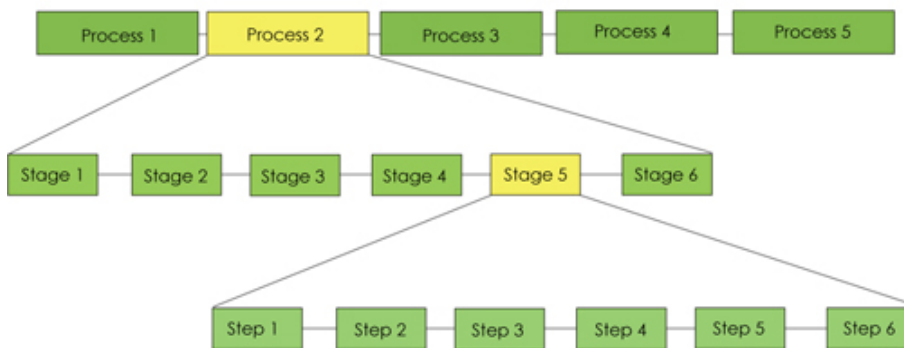 Process 1
Process 2
Process 3
Process 4
Process 5
Stage 1
Stage 2
Stage 3
Stage 4
Stage 5
Stage 6
Step 1
Step 2
Step 3
Step 4
Step 5
Step 6